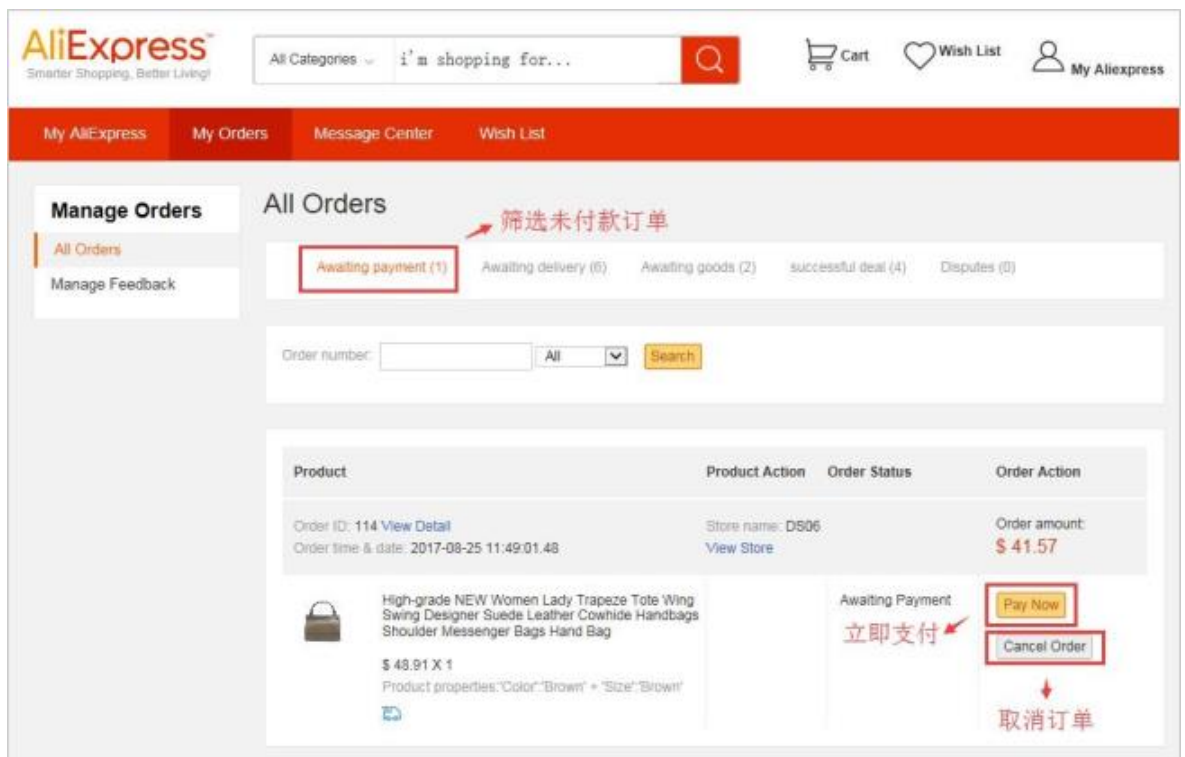 AliExpress™
Smarter Shopping, Better Living!
All Categories
i'm shopping for...
Cart
Wish List
My Aliexpress
My AliExpress
My Orders
Message Center
Wish List
Manage Orders
All Orders
Manage Feedback
All Orders
筛选未付款订单
Awaiting payment (1)
Awaiting delivery (6)
Awaiting goods (2)
successful deal (4)
Disputes (0)
Order number:
All
Search
Product
Product Action
Order Status
Order Action
Order ID: 114 View Detail
Order time & date: 2017-08-25 11:49:01.48
Store name: DS06
View Store
Order amount:
$ 41.57
High-grade NEW Women Lady Trapeze Tote Wing
Swing Designer Suede Leather Cowhide Handbags
Shoulder Messenger Bags Hand Bag
$ 48.91 X 1
Product properties:"Color":"Brown" + "Size":"Brown"
Awaiting Payment
立即支付
Pay Now
Cancel Order
取消订单